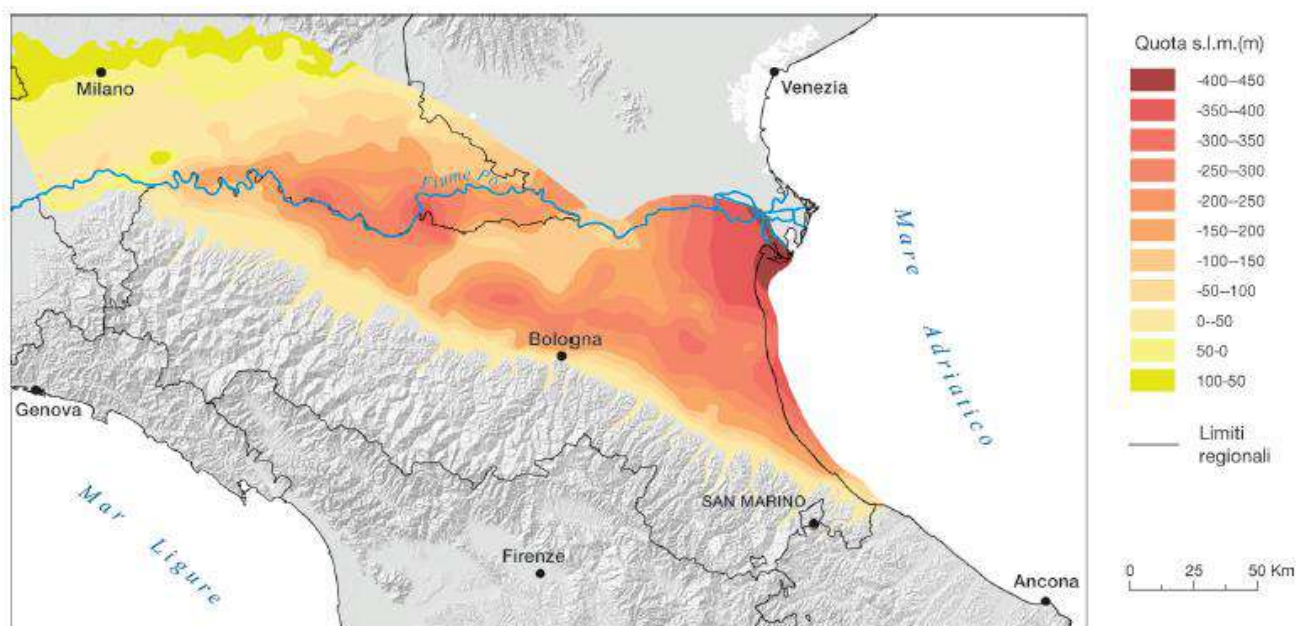 Milano
Venezia
Fiume Po
Mare Adriatico
Bologna
Genova
Mar Ligure
SAN MARINO
Firenze
Ancona
Quota s.l.m.(m)
-400--450
-350--400
-300--350
-250--300
-200--250
-150--200
-100--150
-50--100
0--50
50-0
100-50
Limiti
regionali
0 25 50 Km